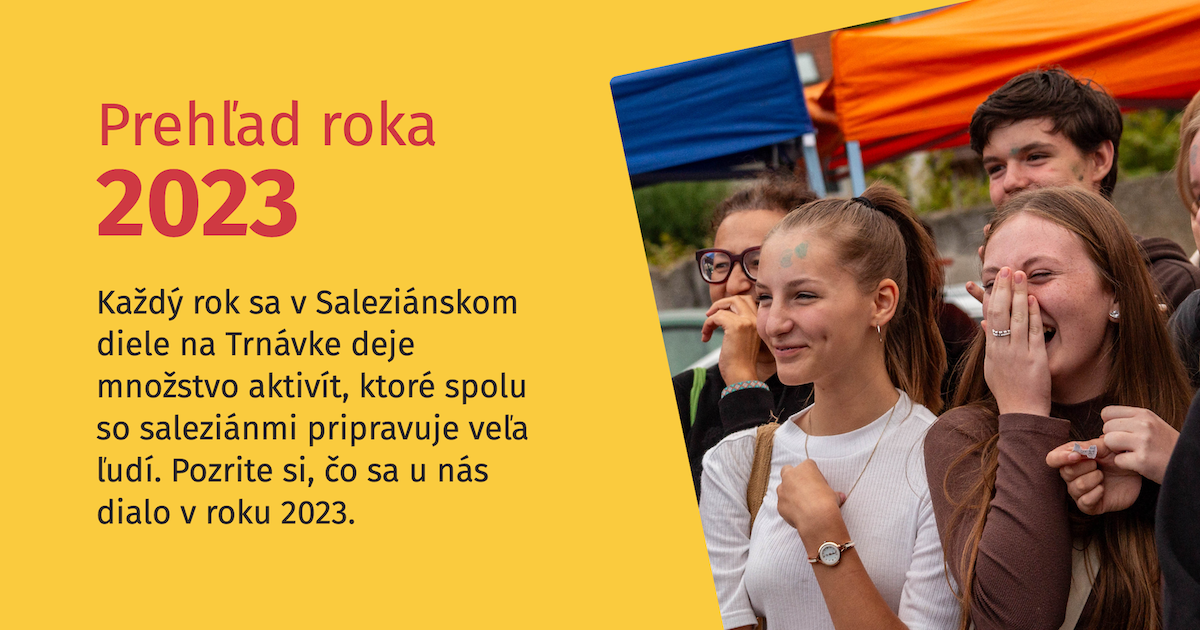 Prehľad roka
2023
Každý rok sa v Saleziánskom
diele na Trnávke deje
množstvo aktivít, ktoré spolu
so saleziánmi pripravuje veľa
ľudí. Pozrite si, čo sa u nás
dialo v roku 2023.